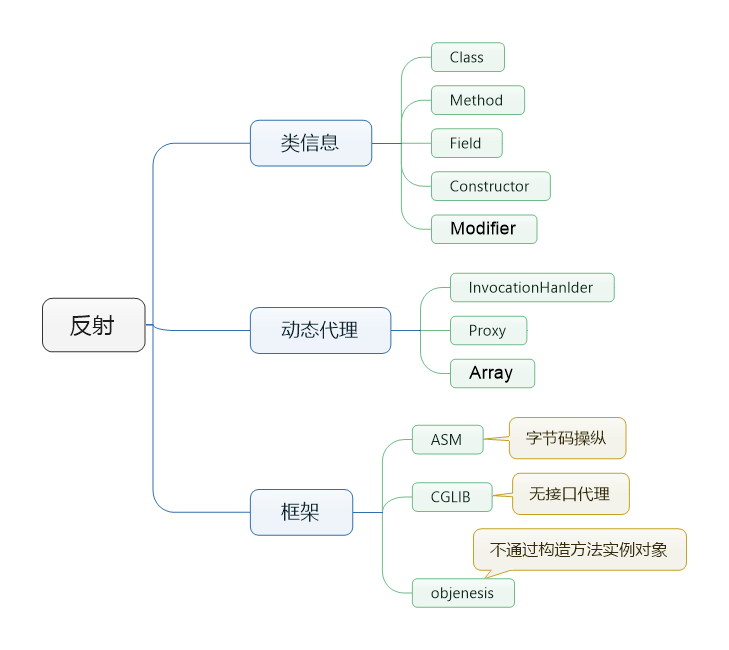 反射
类信息
Class
Method
Field
Constructor
Modifier
动态代理
InvocationHanlder
Proxy
Array
框架
ASM
字节码操纵
CGLIB
无接口代理
不通过构造方法实例对象
objenesis